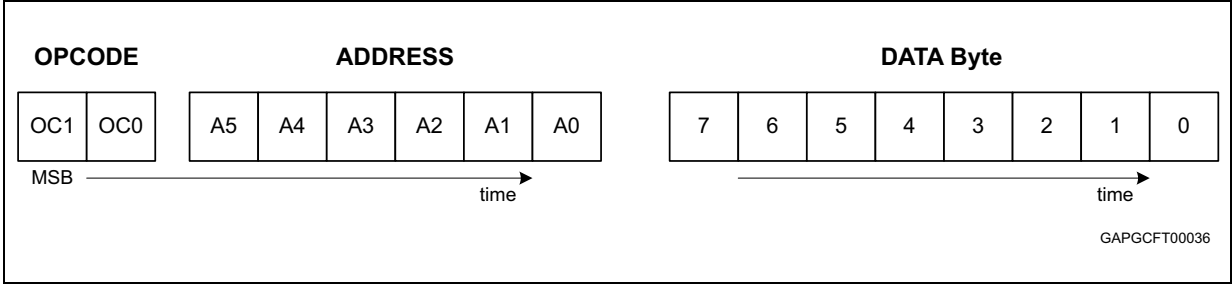 OPCODE ADDRESS DATA Byte
OC1 OC0 A5 A4 A3 A2 A1 A0 7 6 5 4 3 2 1 0
MSB time time
GAPGCFT00036